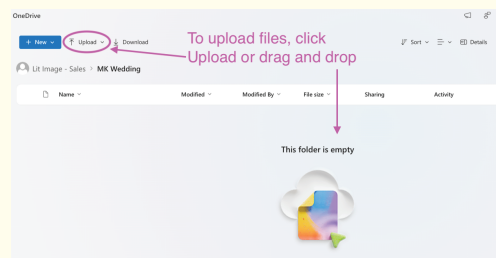 OneDrive
+ New
Upload
Download
To upload files, click
Upload or drag and drop
Sort
Details
Lit Image - Sales > MK Wedding
Name
Modified
Modified By
File size
Sharing
Activity
This folder is empty